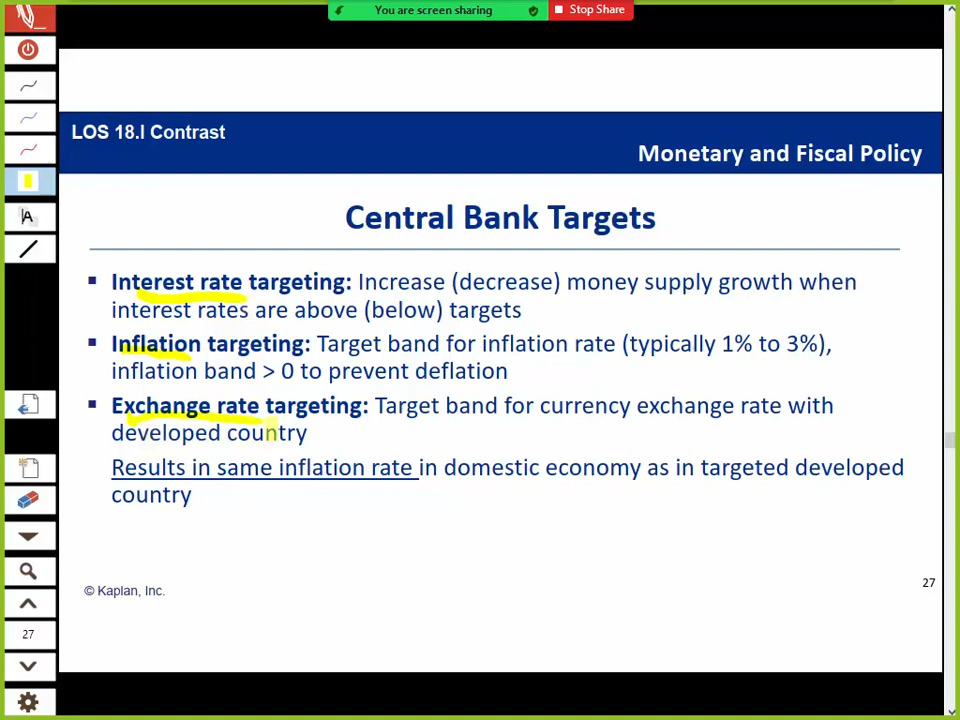 You are screen sharing
Stop Share
LOS 18.l Contrast
Monetary and Fiscal Policy
Central Bank Targets
▪ Interest rate targeting: Increase (decrease) money supply growth when
interest rates are above (below) targets
▪ Inflation targeting: Target band for inflation rate (typically 1% to 3%),
inflation band > 0 to prevent deflation
▪ Exchange rate targeting: Target band for currency exchange rate with
developed country
Results in same inflation rate in domestic economy as in targeted developed
country
© Kaplan, Inc.
27
A
27